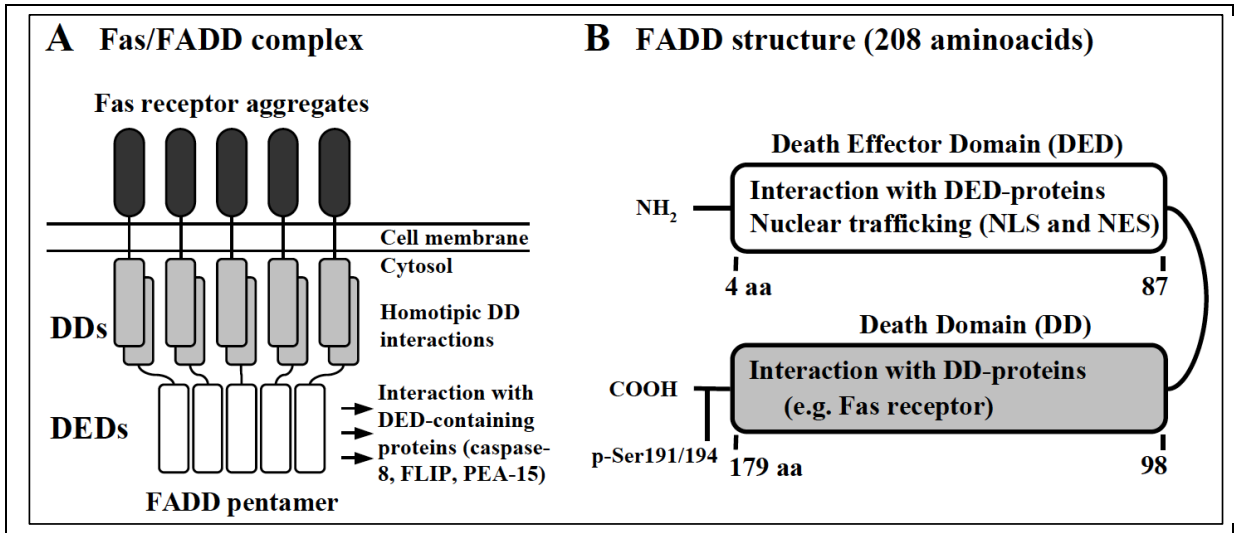 A Fas/FADD complex
Fas receptor aggregates
Cell membrane
Cytosol
DDs
Homotipic DD
interactions
DEDs
Interaction with
DED-containing
proteins (caspase-
8, FLIP, PEA-15)
FADD pentamer
B FADD structure (208 aminoacids)
Death Effector Domain (DED)
NH2
Interaction with DED-proteins
Nuclear trafficking (NLS and NES)
4 aa
87
Death Domain (DD)
COOH
Interaction with DD-proteins
(e.g. Fas receptor)
p-Ser191/194
179 aa
98